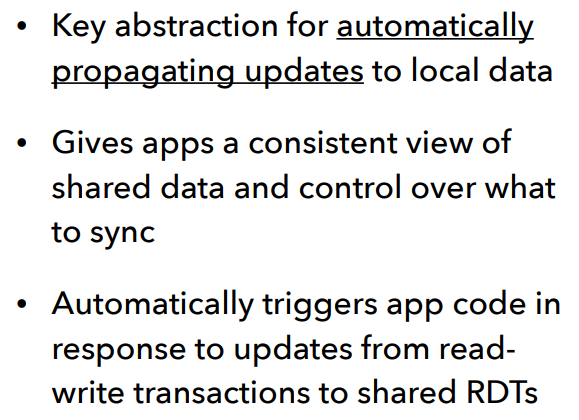 • Key abstraction for automatically
propagating updates to local data
• Gives apps a consistent view of
shared data and control over what
to sync
• Automatically triggers app code in
response to updates from read-
write transactions to shared RDTs